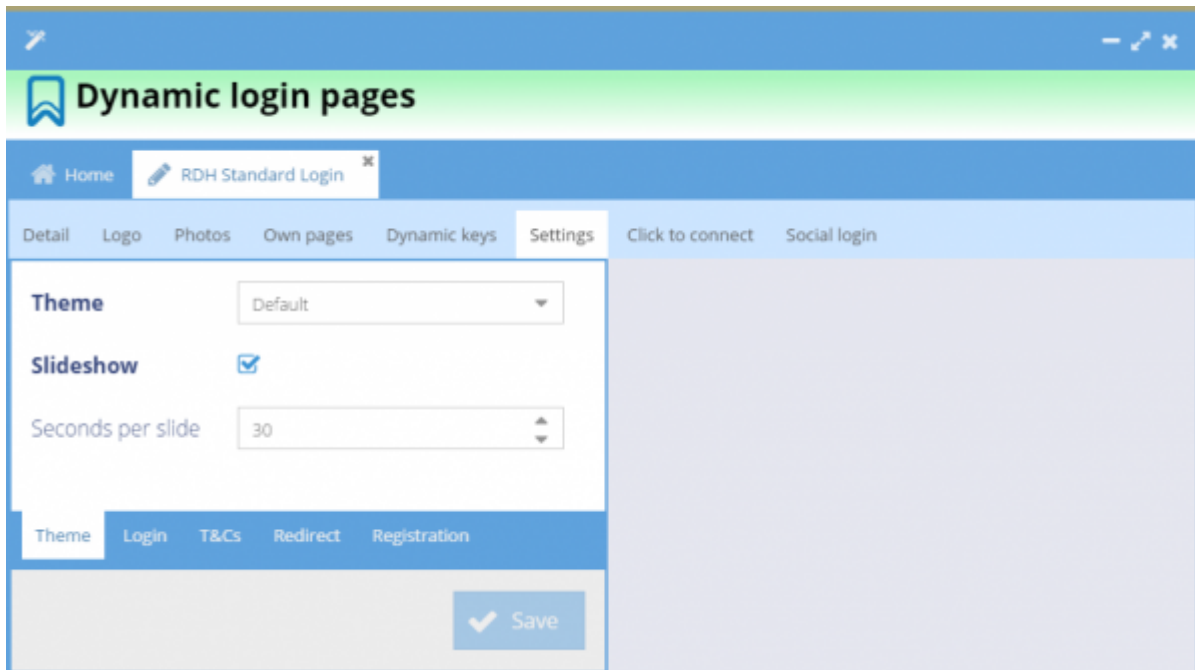 Dynamic login pages
Home RDH Standard Login
Detail Logo Photos Own pages Dynamic keys Settings Click to connect Social login
Theme Default
Slideshow
Seconds per slide 30
Theme Login T&Cs Redirect Registration
Save